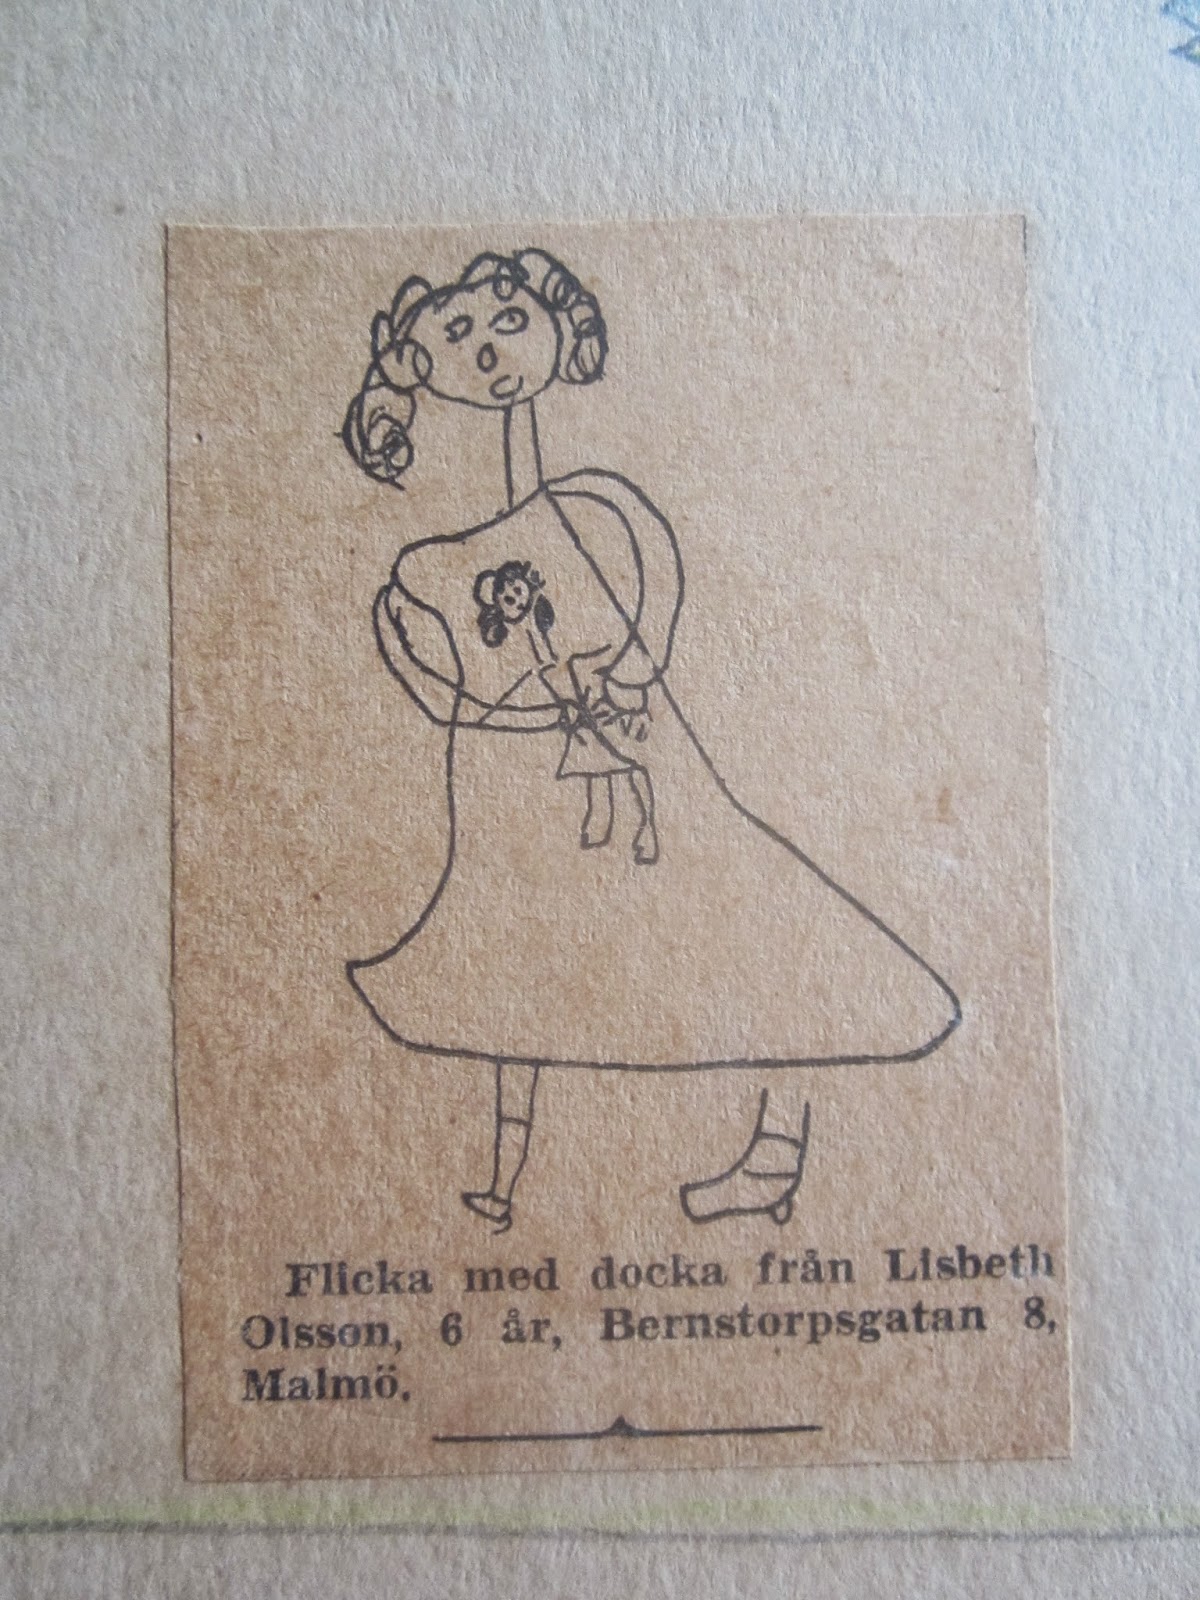 Flicka med docka från Lisbeth
Olsson, 6 år, Bernstorpsgatan 8,
Malmö.